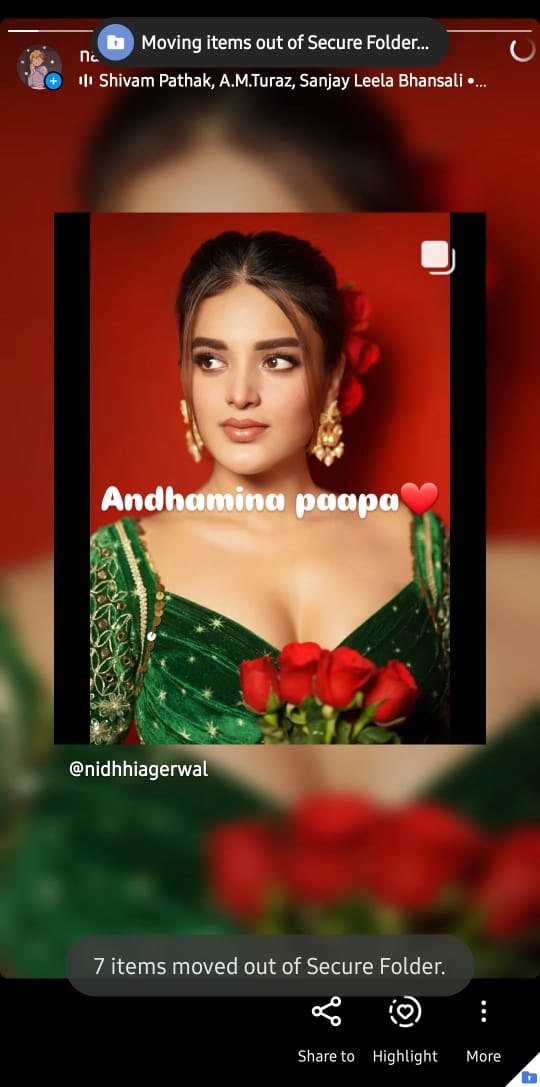 Moving items out of Secure Folder...
Shivam Pathak, A.M.Turaz, Sanjay Leela Bhansali •...
Andhamina paapa❤️
@nidhhiagerwal
7 items moved out of Secure Folder.
Share to
Highlight
More